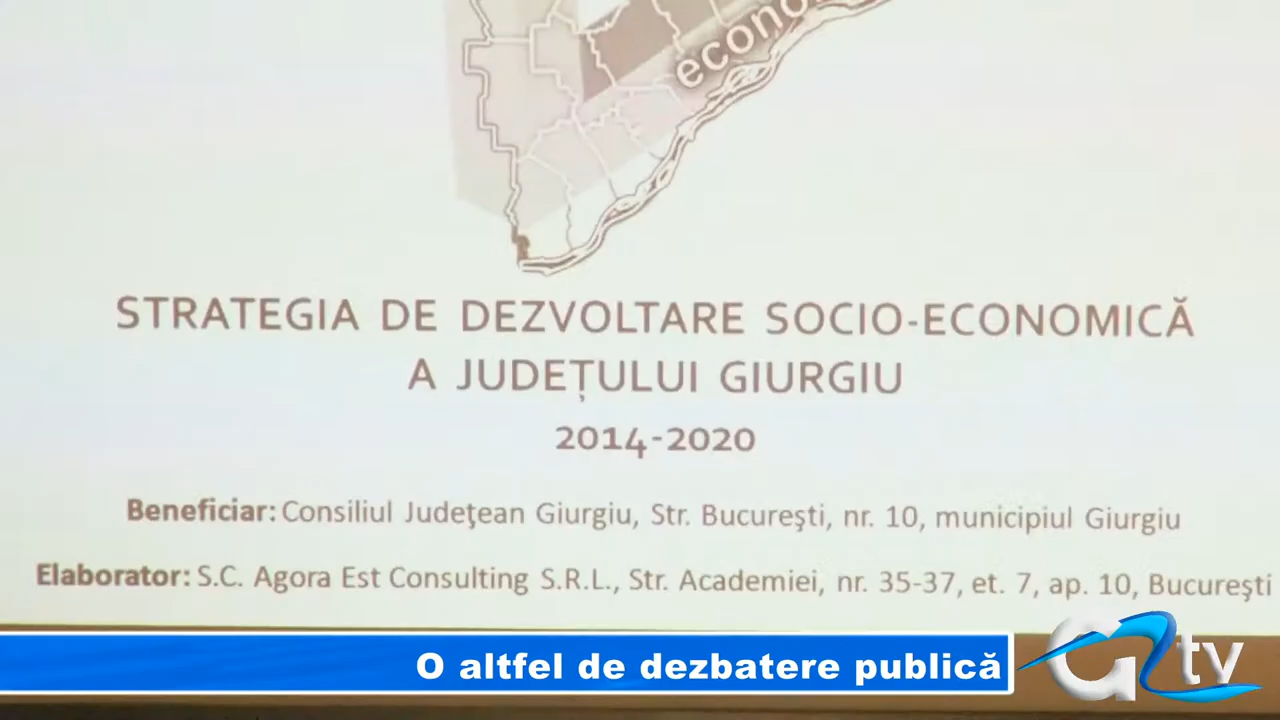 econo
STRATEGIA DE DEZVOLTARE SOCIO-ECONOMICĂ
A JUDEȚULUI GIURGIU
2014-2020
Beneficiar: Consiliul Judeţean Giurgiu, Str. Bucureşti, nr. 10, municipiul Giurgiu
Elaborator: S.C. Agora Est Consulting S.R.L., Str. Academiei, nr. 35-37, et. 7, ap. 10, Bucureşti
O altfel de dezbatere publică
G2 tv